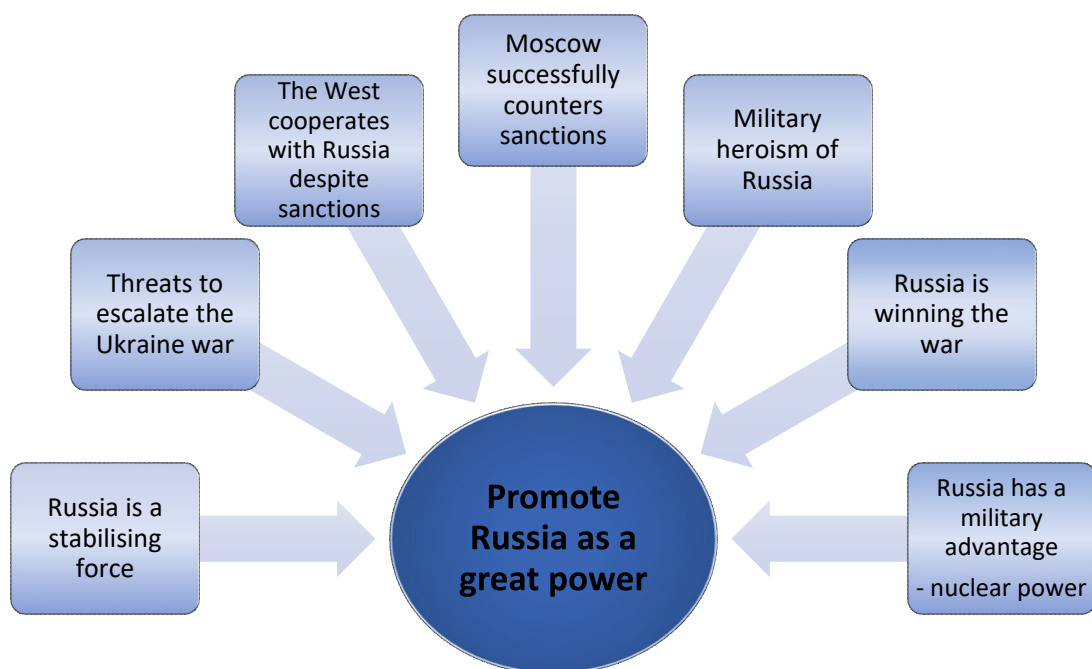 Moscow
successfully
counters
sanctions
The West
cooperates
with Russia
despite
sanctions
Military
heroism of
Russia
Threats to
escalate the
Ukraine war
Russia is
winning the
war
Russia is a
stabilising
force
Promote
Russia as a
great power
Russia has a
military
advantage
- nuclear power